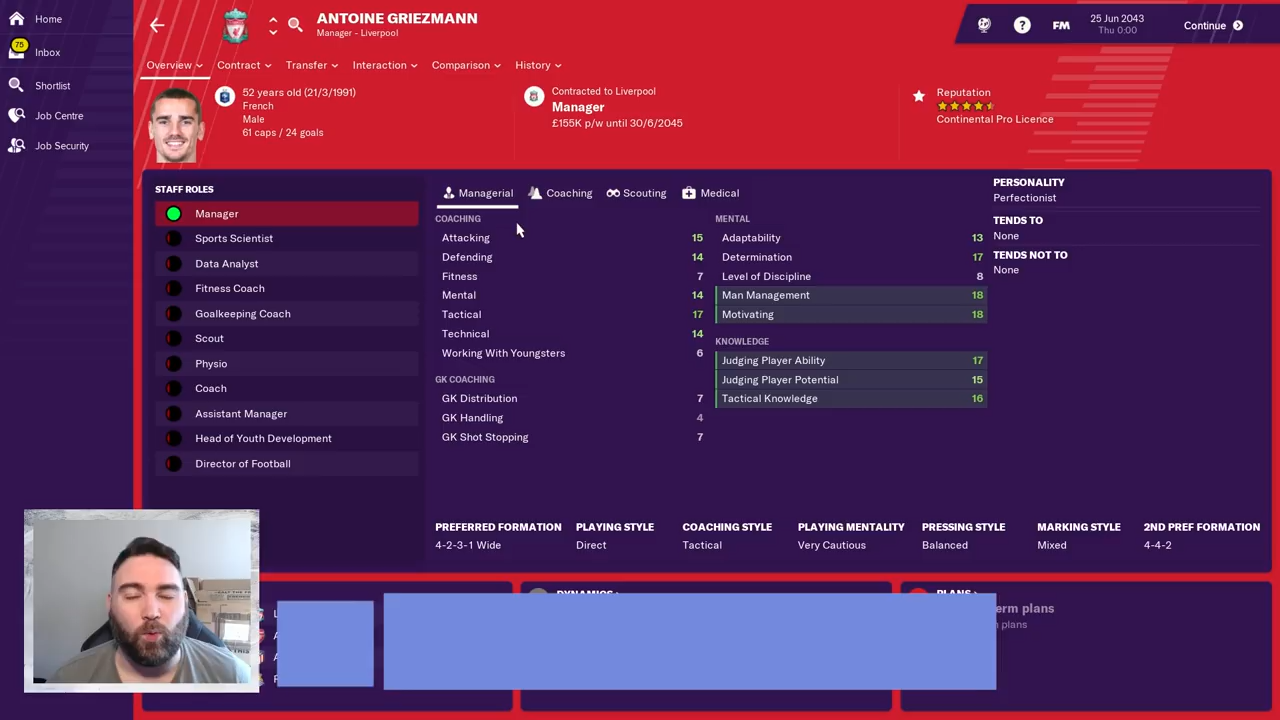 Home
75
Inbox
Shortlist
Job Centre
Job Security
ANTOINE GRIEZMANN
Manager - Liverpool
FM
25 Jun 2043
Thu 0:00
Continue
Overview
Contract
Transfer
Interaction
Comparison
History
52 years old (21/3/1991)
French
Male
61 caps / 24 goals
Contracted to Liverpool
Manager
£155K p/w until 30/6/2045
Reputation
Continental Pro Licence
STAFF ROLES
Manager
Sports Scientist
Data Analyst
Fitness Coach
Goalkeeping Coach
Scout
Physio
Coach
Assistant Manager
Head of Youth Development
Director of Football
Managerial
Coaching
Scouting
Medical
COACHING
Attacking 15
Defending 14
Fitness 7
Mental 14
Tactical 17
Technical 14
Working With Youngsters 6
GK COACHING
GK Distribution 7
GK Handling 4
GK Shot Stopping 7
MENTAL
Adaptability 13
Determination 17
Level of Discipline 8
Man Management 18
Motivating 18
KNOWLEDGE
Judging Player Ability 17
Judging Player Potential 15
Tactical Knowledge 16
PERSONALITY
Perfectionist
TENDS TO
None
TENDS NOT TO
None
PREFERRED FORMATION
4-2-3-1 Wide
PLAYING STYLE
Direct
COACHING STYLE
Tactical
PLAYING MENTALITY
Very Cautious
PRESSING STYLE
Balanced
MARKING STYLE
Mixed
2ND PREF FORMATION
4-4-2
DYNAMICS
PLANS
erm plans
plans